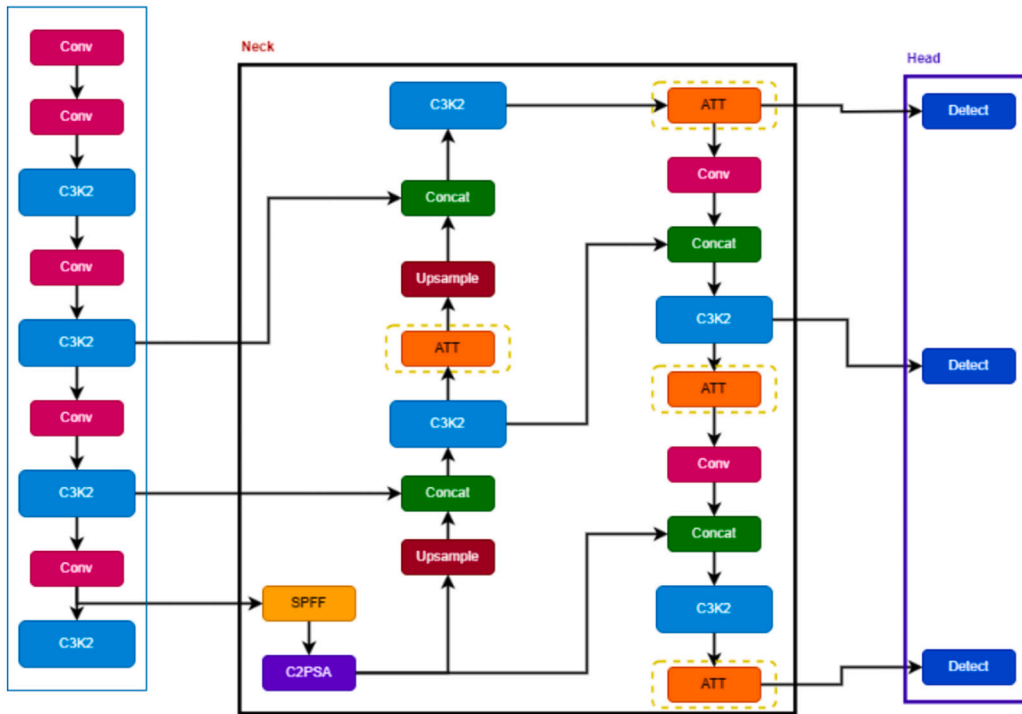 Conv
Conv
C3K2
Conv
C3K2
Conv
C3K2
Conv
C3K2
Neck
C3K2
Concat
Upsample
ATT
C3K2
Concat
Upsample
SPFF
C2PSA
ATT
Conv
Concat
C3K2
ATT
Conv
Concat
C3K2
ATT
Head
Detect
Detect
Detect